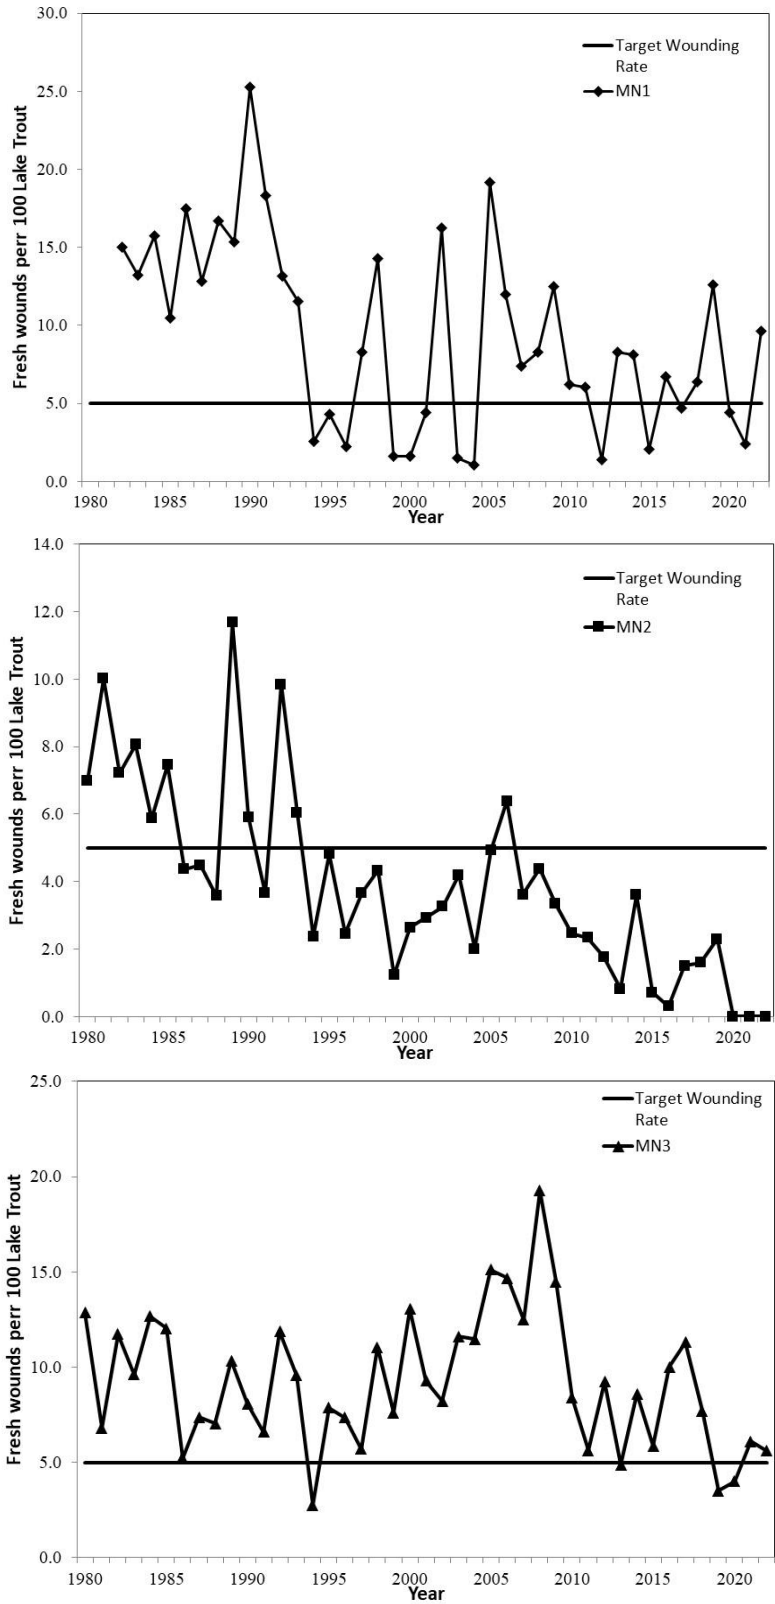 30.0
25.0
20.0
15.0
10.0
5.0
0.0
Fresh wounds perr 100 Lake Trout
Target Wounding
Rate
MN1
1980 1985 1990 1995 2000 2005 2010 2015 2020
Year
14.0
12.0
10.0
8.0
6.0
4.0
2.0
0.0
Fresh wounds perr 100 Lake Trout
Target Wounding
Rate
MN2
1980 1985 1990 1995 2000 2005 2010 2015 2020
Year
25.0
20.0
15.0
10.0
5.0
0.0
Fresh wounds perr 100 Lake Trout
Target Wounding
Rate
MN3
1980 1985 1990 1995 2000 2005 2010 2015 2020
Year